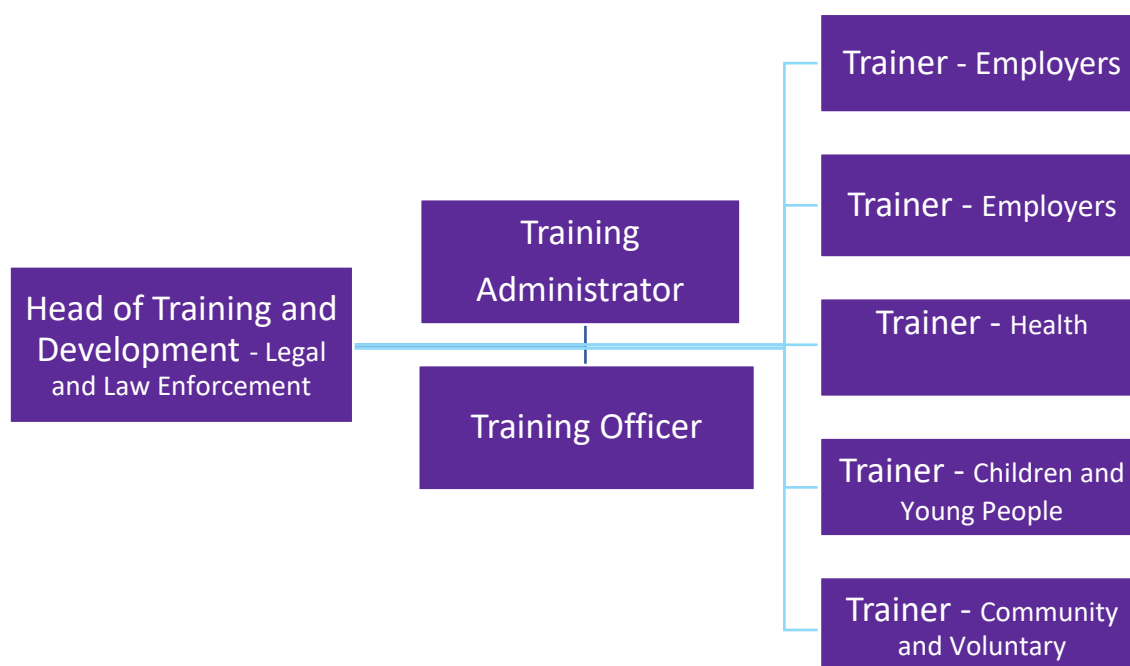 Head of Training and
Development - Legal
and Law Enforcement
Training
Administrator
Training Officer
Trainer - Employers
Trainer - Employers
Trainer - Health
Trainer - Children and
Young People
Trainer - Community
and Voluntary